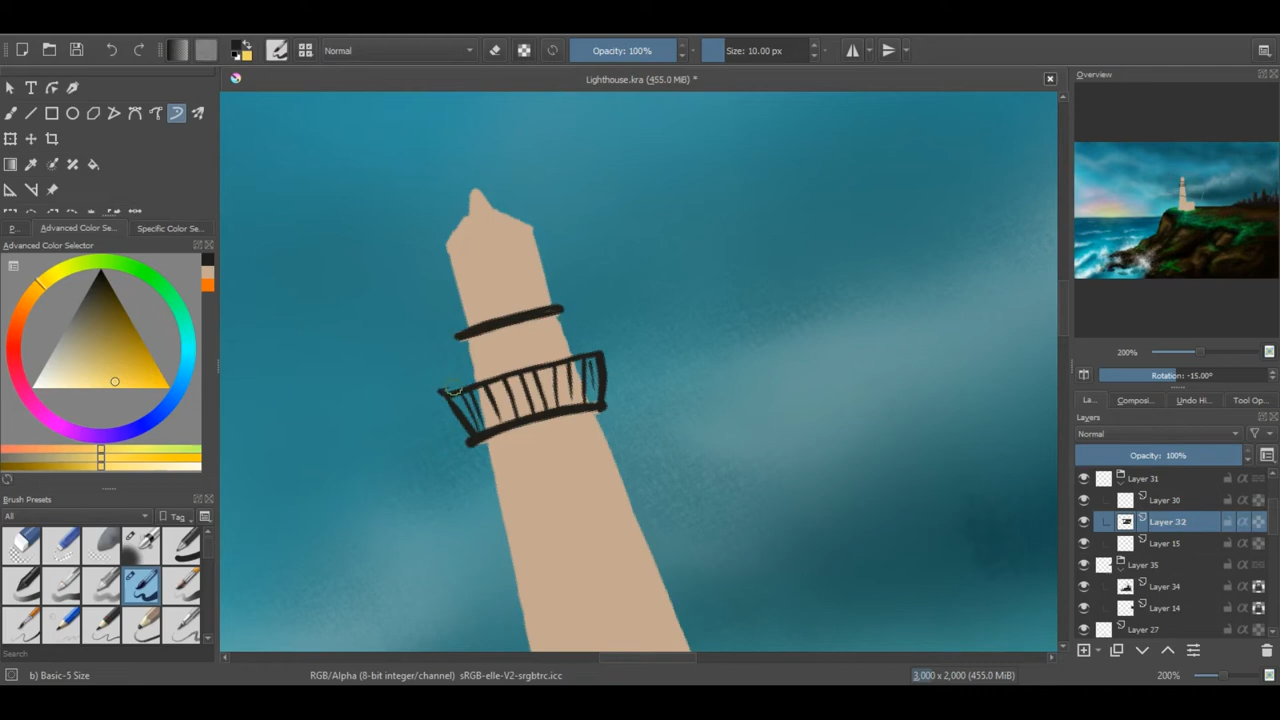 Normal
Opacity: 100%
Size: 10.00 px
Lighthouse.kra (455.0 MiB) *
Overview
P...
Advanced Color Se...
Specific Color Se...
Advanced Color Selector
200%
Rotation: -15.00°
La...
Composi...
Undo Hi...
Tool Op...
Layers
Normal
Opacity: 100%
Layer 31
Layer 30
Layer 32
Layer 15
Layer 35
Layer 34
Layer 14
Layer 27
Brush Presets
All
Tag
Search
b) Basic-5 Size
RGB/Alpha (8-bit integer/channel) sRGB-elle-V2-srgbtrc.icc
3,000 x 2,000 (455.0 MiB)
200%